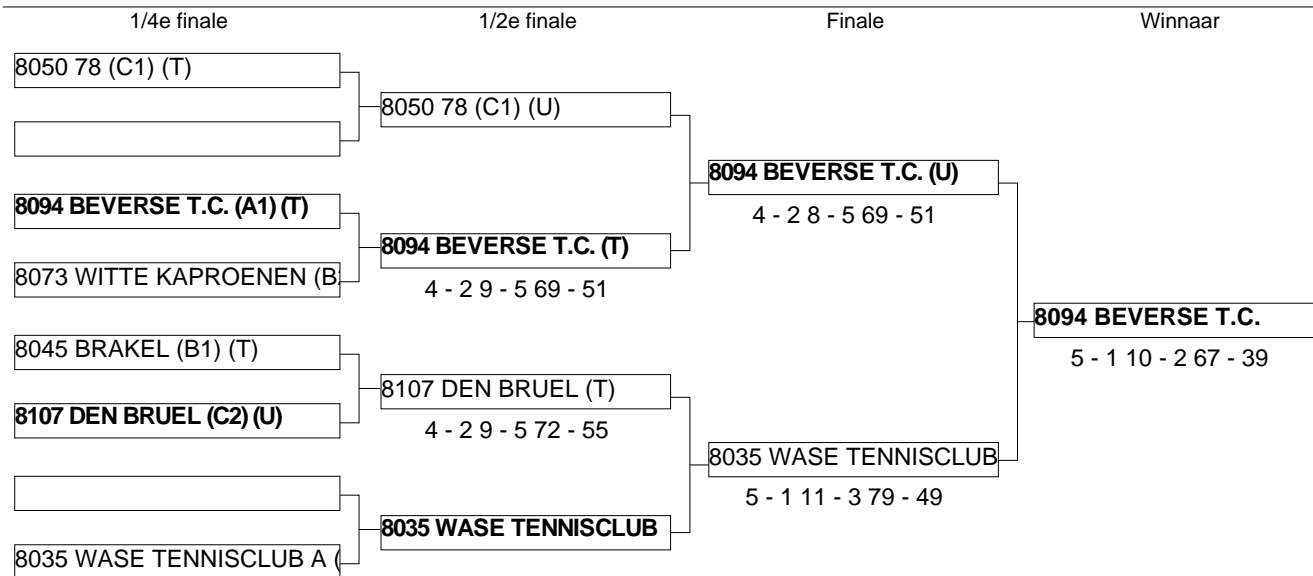 1/4e finale
1/2e finale
Finale
Winnaar
8050 78 (C1) (T)
8050 78 (C1) (U)
8094 BEVERSE T.C. (U)
4 - 2 8 - 5 69 - 51
8094 BEVERSE T.C. (A1) (T)
8094 BEVERSE T.C. (T)
4 - 2 9 - 5 69 - 51
8073 WITTE KAPROENEN (B2
8094 BEVERSE T.C.
5 - 1 10 - 2 67 - 39
8045 BRAKEL (B1) (T)
8107 DEN BRUEL (T)
4 - 2 9 - 5 72 - 55
8107 DEN BRUEL (C2) (U)
8035 WASE TENNISCLUB
5 - 1 11 - 3 79 - 49
8035 WASE TENNISCLUB
8035 WASE TENNISCLUB A (